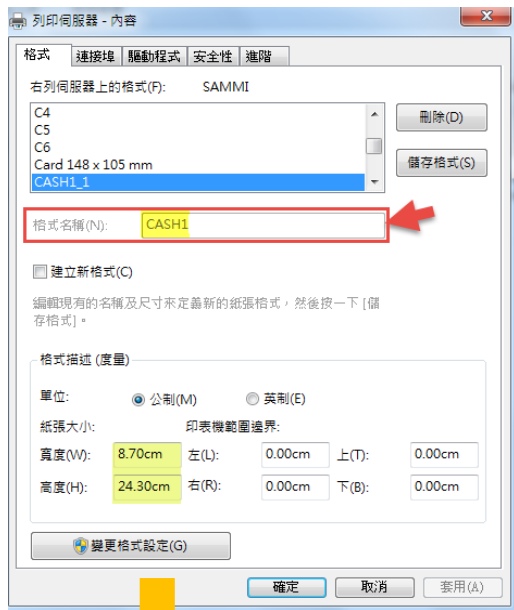 列印伺服器 - 內容
格式 連接埠 驅動程式 安全性 進階
右列伺服器上的格式(F): SAMMI
C4
C5
C6
Card 148 x 105 mm
CASH1_1
刪除(D)
儲存格式(S)
格式名稱(N): CASH1
建立新格式(C)
編輯現有的名稱及尺寸來定義新的紙張格式，然後按一下 [儲
存格式]。
格式描述 (度量)
單位: 公制(M) 英制(E)
紙張大小: 印表機範圍邊界:
寬度(W): 8.70cm 左(L): 0.00cm 上(T): 0.00cm
高度(H): 24.30cm 右(R): 0.00cm 下(B): 0.00cm
變更格式設定(G)
確定 取消 套用(A)